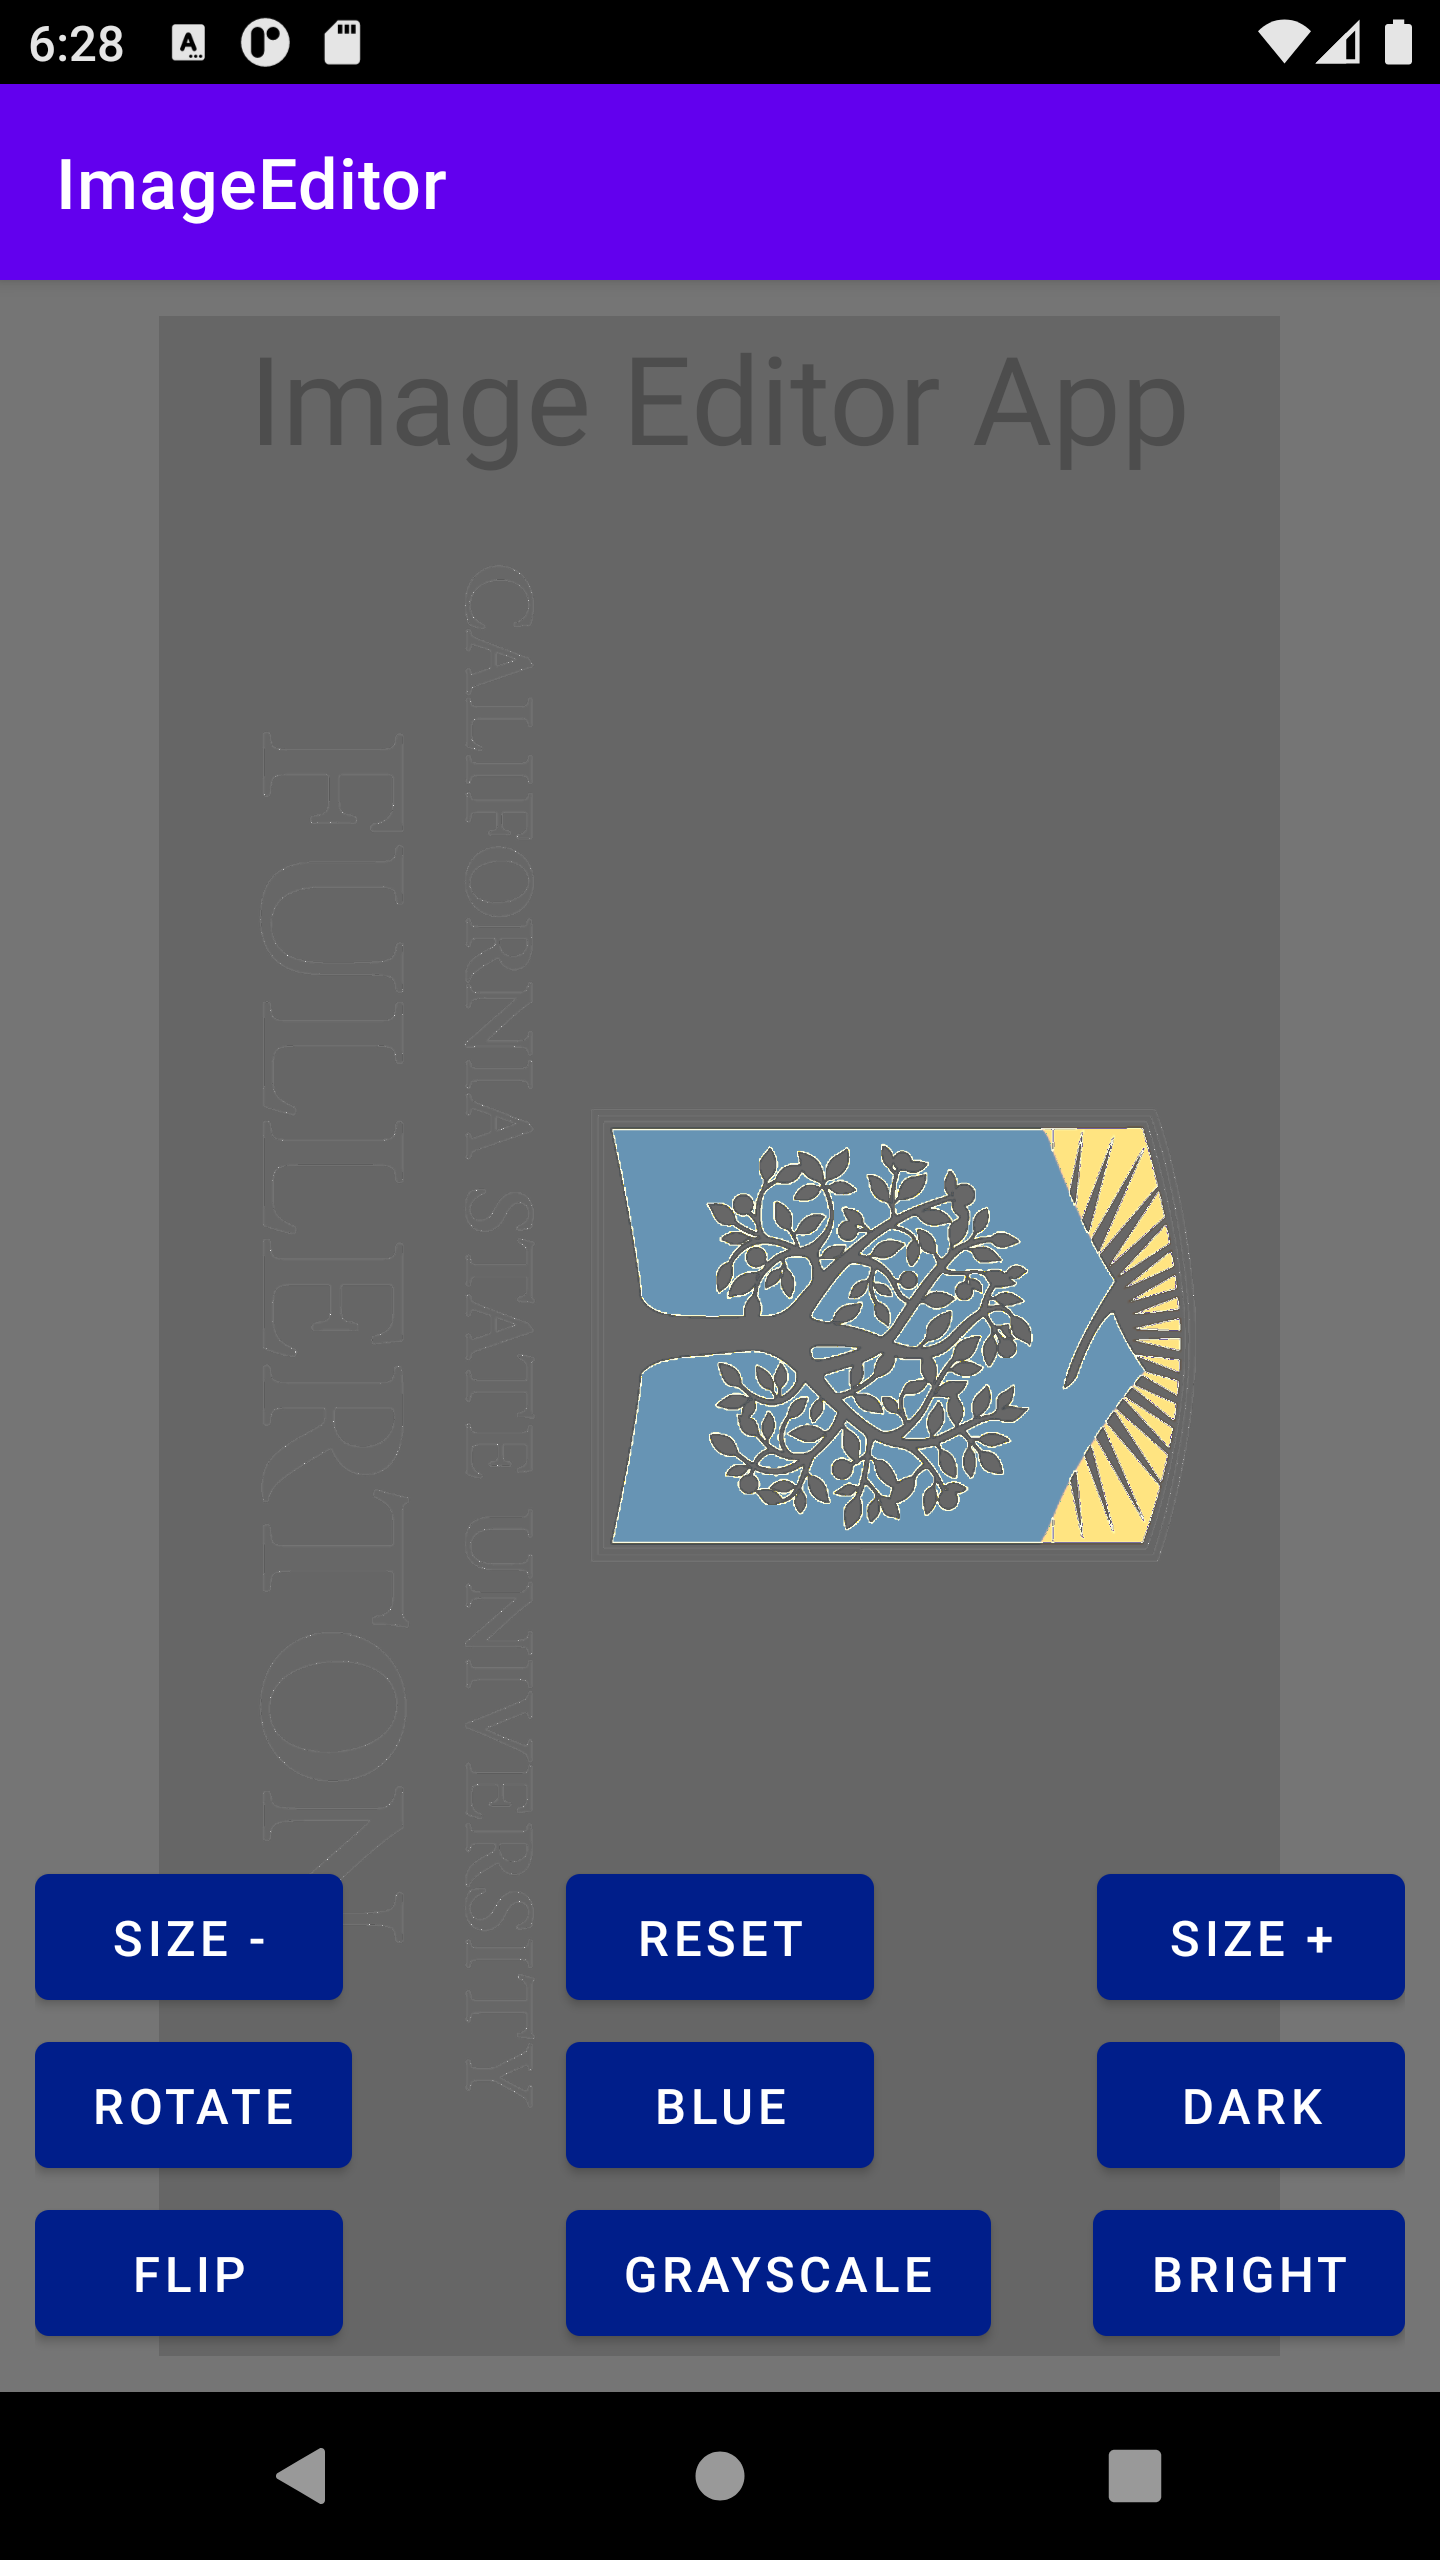 6:28
ImageEditor
Image Editor App
CALIFORNIA STATE UNIVERSITY
FULLERTON
SIZE -
RESET
SIZE +
ROTATE
BLUE
DARK
FLIP
GRAYSCALE
BRIGHT